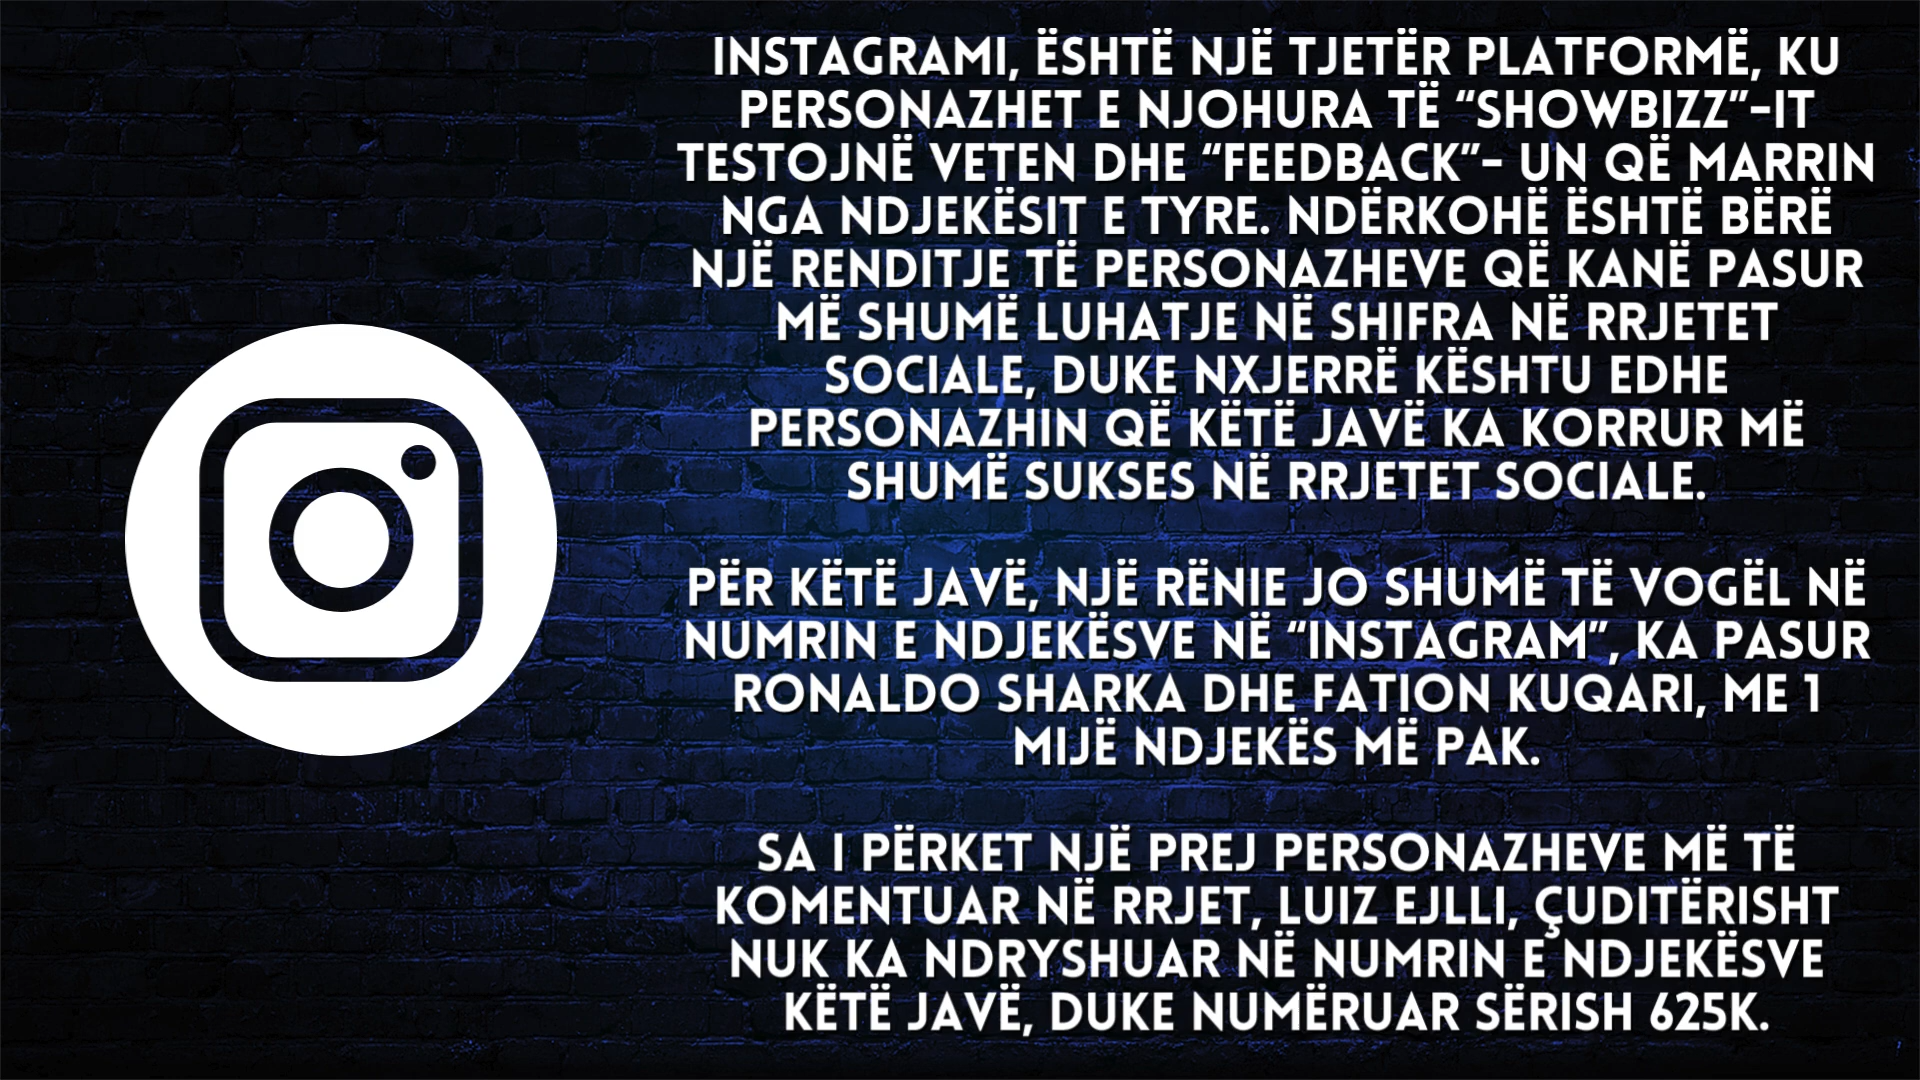 INSTAGRAMI, ËSHTË NJË TJETËR PLATFORMË, KU
PERSONAZHET E NJOHURA TË “SHOWBIZZ”-IT
TESTOJNË VETEN DHE “FEEDBACK”- UN QË MARRIN
NGA NDJEKËSIT E TYRE. NDËRKOHË ËSHTË BËRË
NJË RENDITJE TË PERSONAZHEVE QË KANË PASUR
MË SHUMË LUHATJE NË SHIFRA NË RRJETET
SOCIALE, DUKE NXJERRË KËSHTU EDHE
PERSONAZHIN QË KËTË JAVË KA KORRUR MË
SHUMË SUKSES NË RRJETET SOCIALE.
PËR KËTË JAVË, NJË RËNIE JO SHUMË TË VOGËL NË
NUMRIN E NDJEKËSVE NË “INSTAGRAM”, KA PASUR
RONALDO SHARKA DHE FATION KUQARI, ME 1
MIJË NDJEKËS MË PAK.
SA I PËRKET NJË PREJ PERSONAZHEVE MË TË
KOMENTUAR NË RRJET, LUIZ EJLLI, ÇUDITËRISHT
NUK KA NDRYSHUAR NË NUMRIN E NDJEKËSVE
KËTË JAVË, DUKE NUMËRUAR SËRISH 625K.